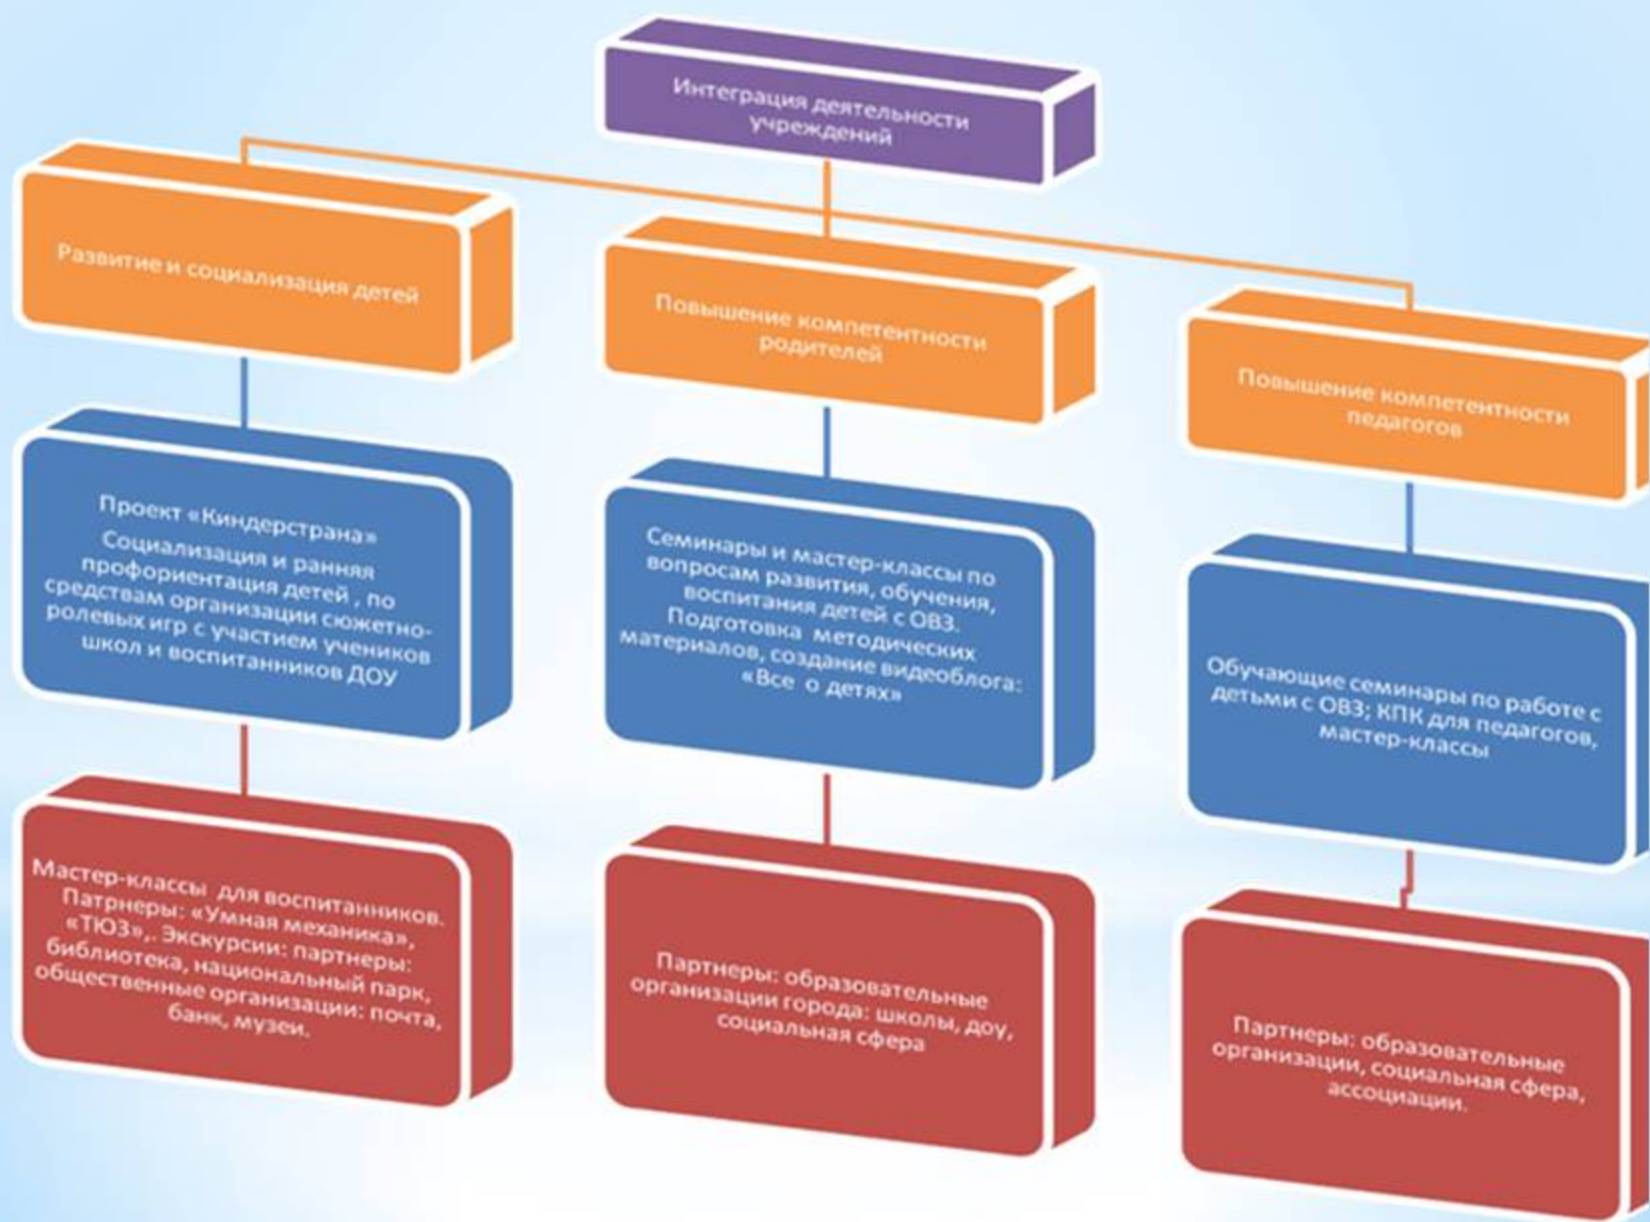 Интеграция деятельности
учреждений
Развитие и социализация детей
Повышение компетентности
родителей
Повышение компетентности
педагогов
Проект «Киндерстрана»
Социализация и ранняя
профориентация детей , по
средствам организации сюжетно-
ролевых игр с участием учеников
школ и воспитанников ДОУ
Семинары и мастер-классы по
вопросам развития, обучения,
воспитания детей с ОВЗ.
Подготовка методических
материалов, создание видеоблога:
«Все о детях»
Обучающие семинары по работе с
детьми с ОВЗ; КПК для педагогов,
мастер-классы
Мастер-классы для воспитанников.
Патрнеры: «Умная механика»,
«ТЮЗ»,. Экскурсии: партнеры:
библиотека, национальный парк,
общественные организации: почта,
банк, музеи.
Партнеры: образовательные
организации города: школы, доу,
социальная сфера
Партнеры: образовательные
организации, социальная сфера,
ассоциации.